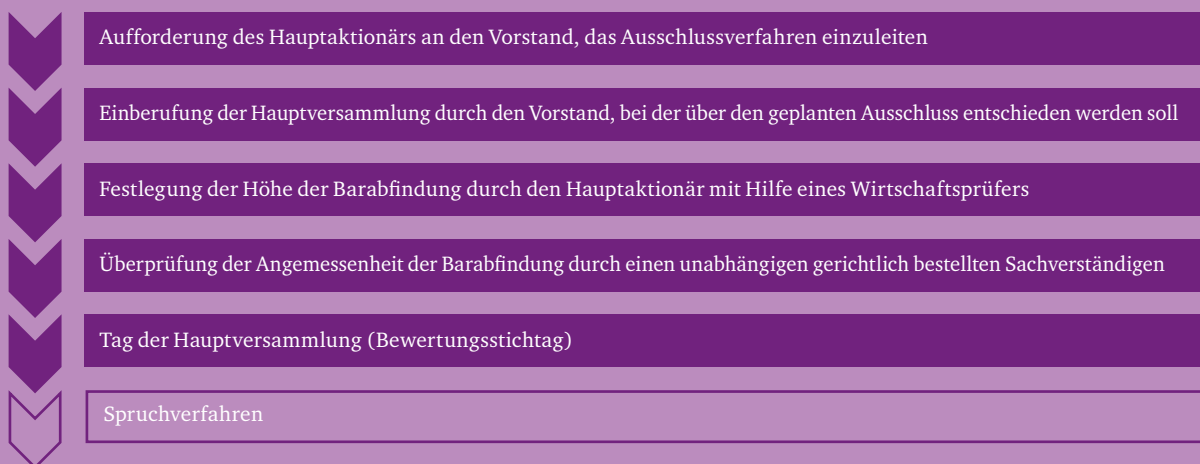 Aufforderung des Hauptaktionärs an den Vorstand, das Ausschlussverfahren einzuleiten
Einberufung der Hauptversammlung durch den Vorstand, bei der über den geplanten Ausschluss entschieden werden soll
Festlegung der Höhe der Barabfindung durch den Hauptaktionär mit Hilfe eines Wirtschaftsprüfers
Überprüfung der Angemessenheit der Barabfindung durch einen unabhängigen gerichtlich bestellten Sachverständigen
Tag der Hauptversammlung (Bewertungsstichtag)
Spruchverfahren